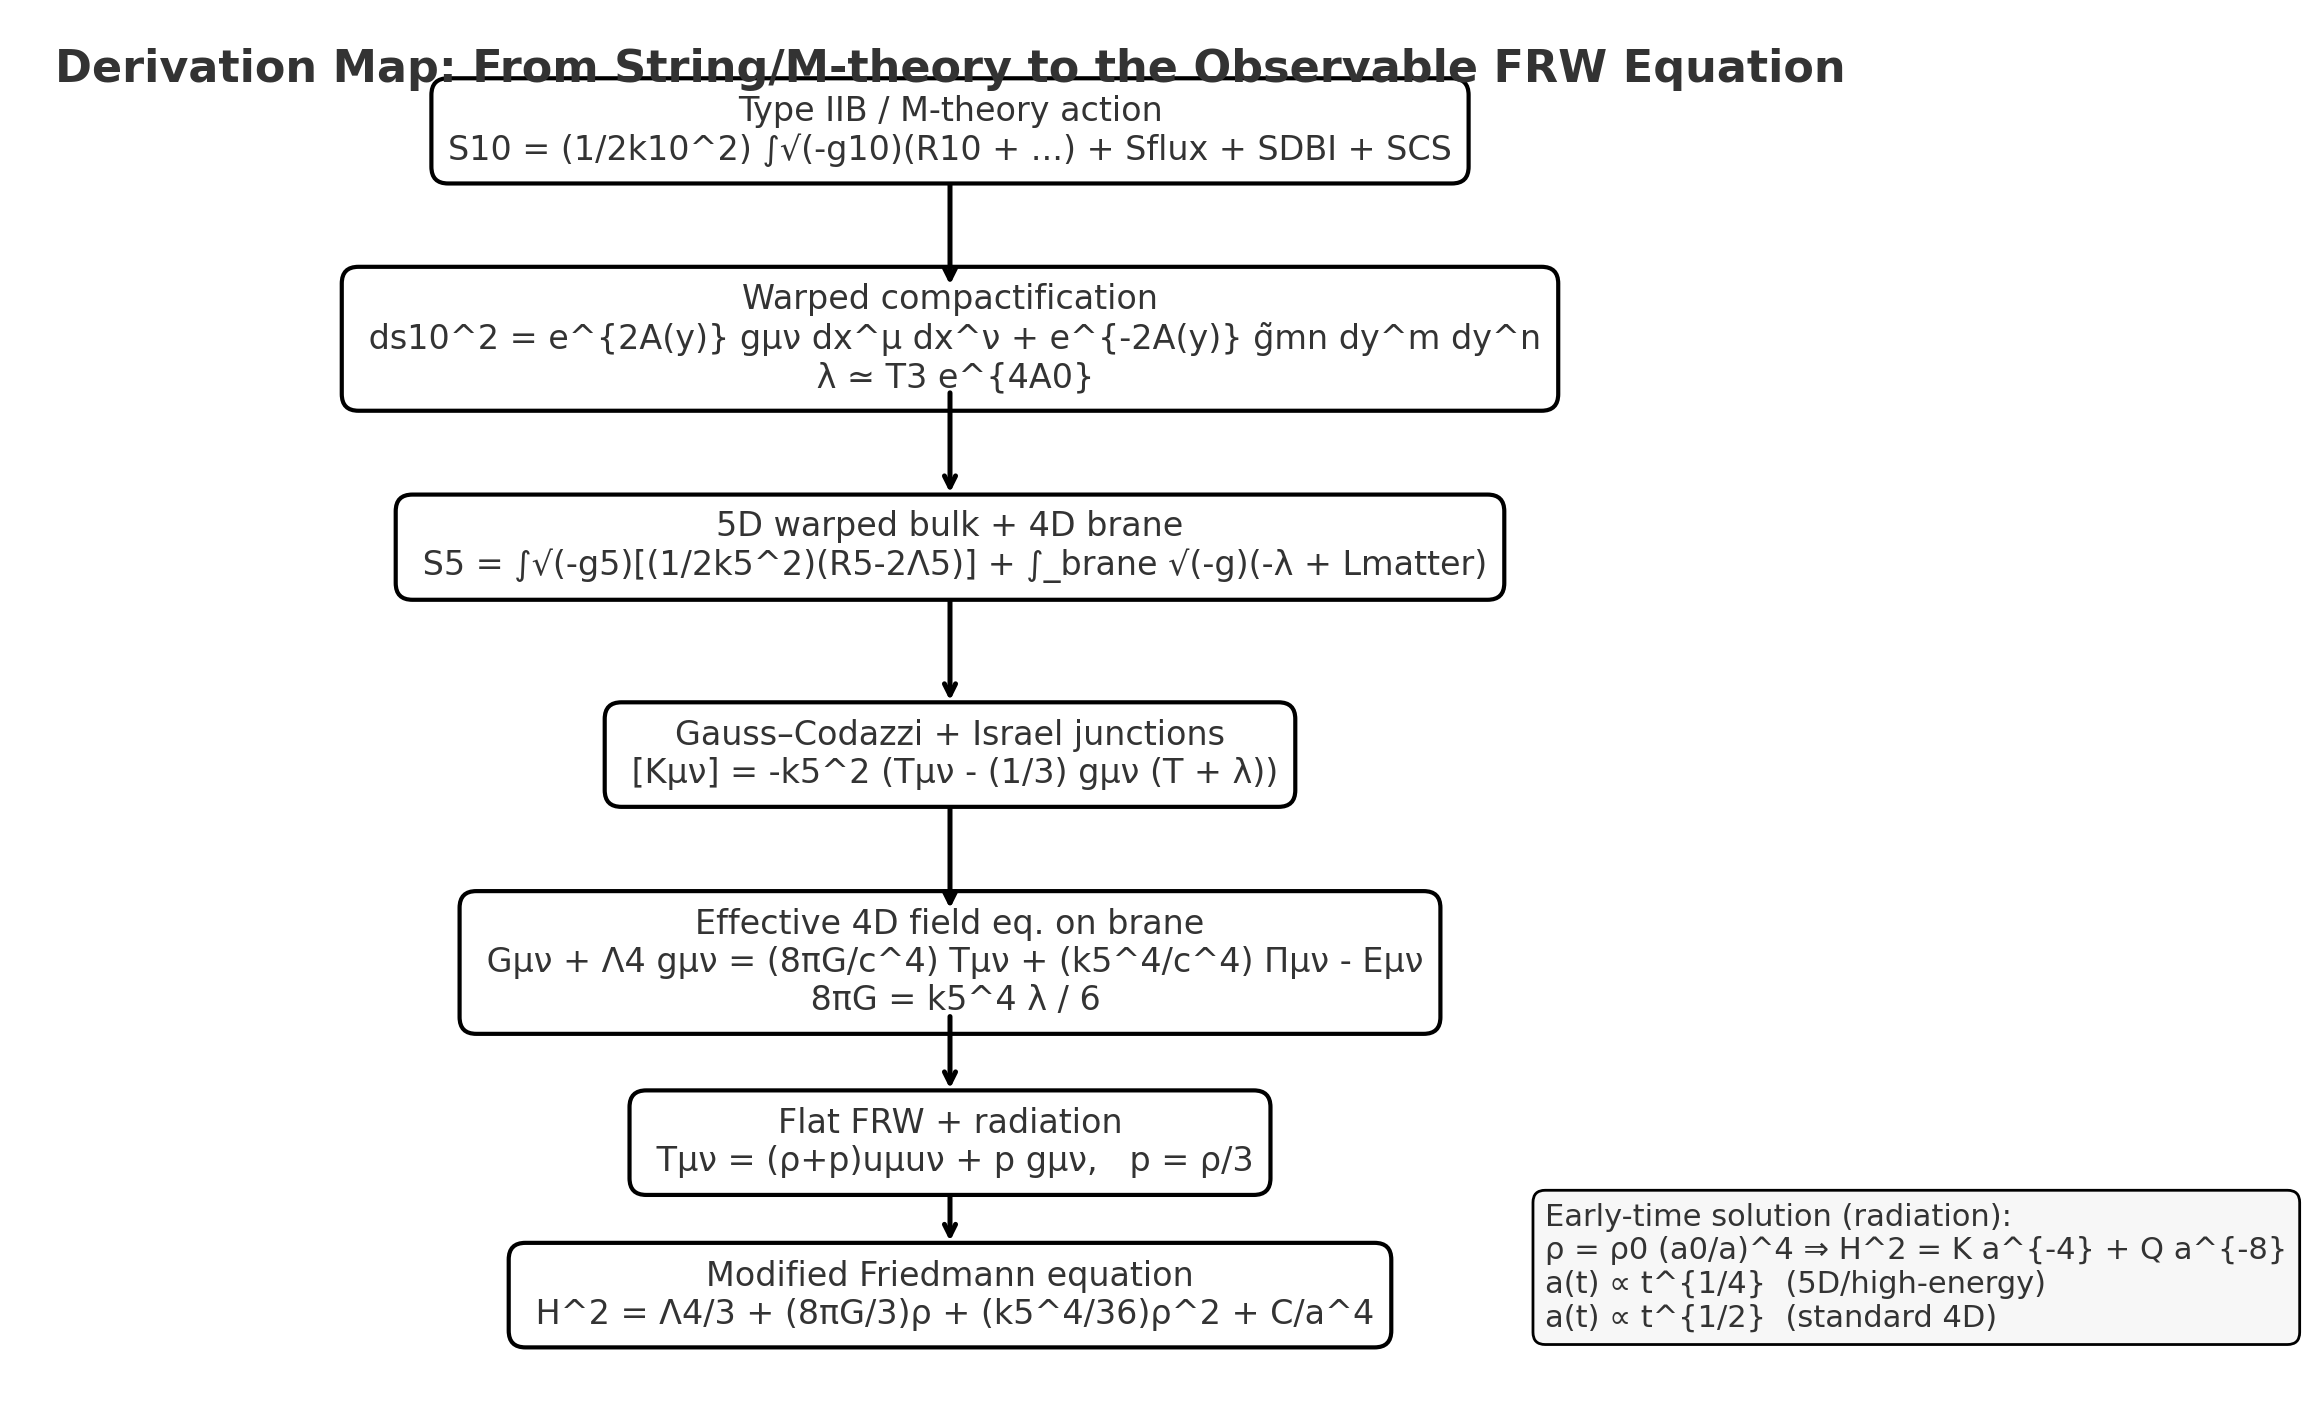 Derivation Map: From String/M-theory to the Observable FRW Equation
Type IIB / M-theory action
S10 = (1/2k10^2) ∫√(-g10)(R10 + ...) + Sflux + SDBI + SCS
Warped compactification
ds10^2 = e^{2A(y)} gμν dx^μ dx^ν + e^{-2A(y)} g̃mn dy^m dy^n
λ ≃ T3 e^{4A0}
5D warped bulk + 4D brane
S5 = ∫√(-g5)[(1/2k5^2)(R5-2Λ5)] + ∫_brane √(-g)(-λ + Lmatter)
Gauss–Codazzi + Israel junctions
[Kμν] = -k5^2 (Tμν - (1/3) gμν (T + λ))
Effective 4D field eq. on brane
Gμν + Λ4 gμν = (8πG/c^4) Tμν + (k5^4/c^4) Πμν - Eμν
8πG = k5^4 λ / 6
Flat FRW + radiation
Tμν = (ρ+p)uμuν + p gμν,   p = ρ/3
Modified Friedmann equation
H^2 = Λ4/3 + (8πG/3)ρ + (k5^4/36)ρ^2 + C/a^4
Early-time solution (radiation):
ρ = ρ0 (a0/a)^4 ⇒ H^2 = K a^{-4} + Q a^{-8}
a(t) ∝ t^{1/4}  (5D/high-energy)
a(t) ∝ t^{1/2}  (standard 4D)